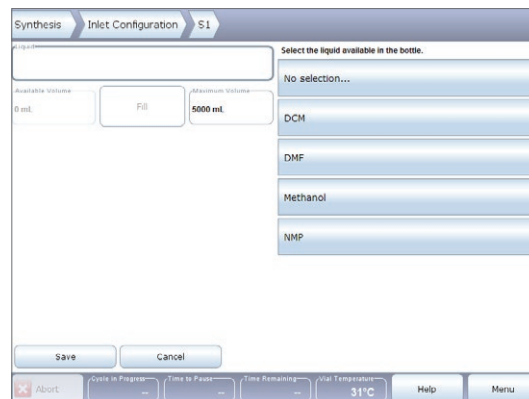 Synthesis Inlet Configuration S1
Liquid
Select the liquid available in the bottle.
No selection...
Available Volume
0 mL
Fill
Maximum Volume
5000 mL
DCM
DMF
Methanol
NMP
Save
Cancel
Abort
Cycle in Progress
--
Time to Pause
--
Time Remaining
--
Vial Temperature
31°C
Help
Menu